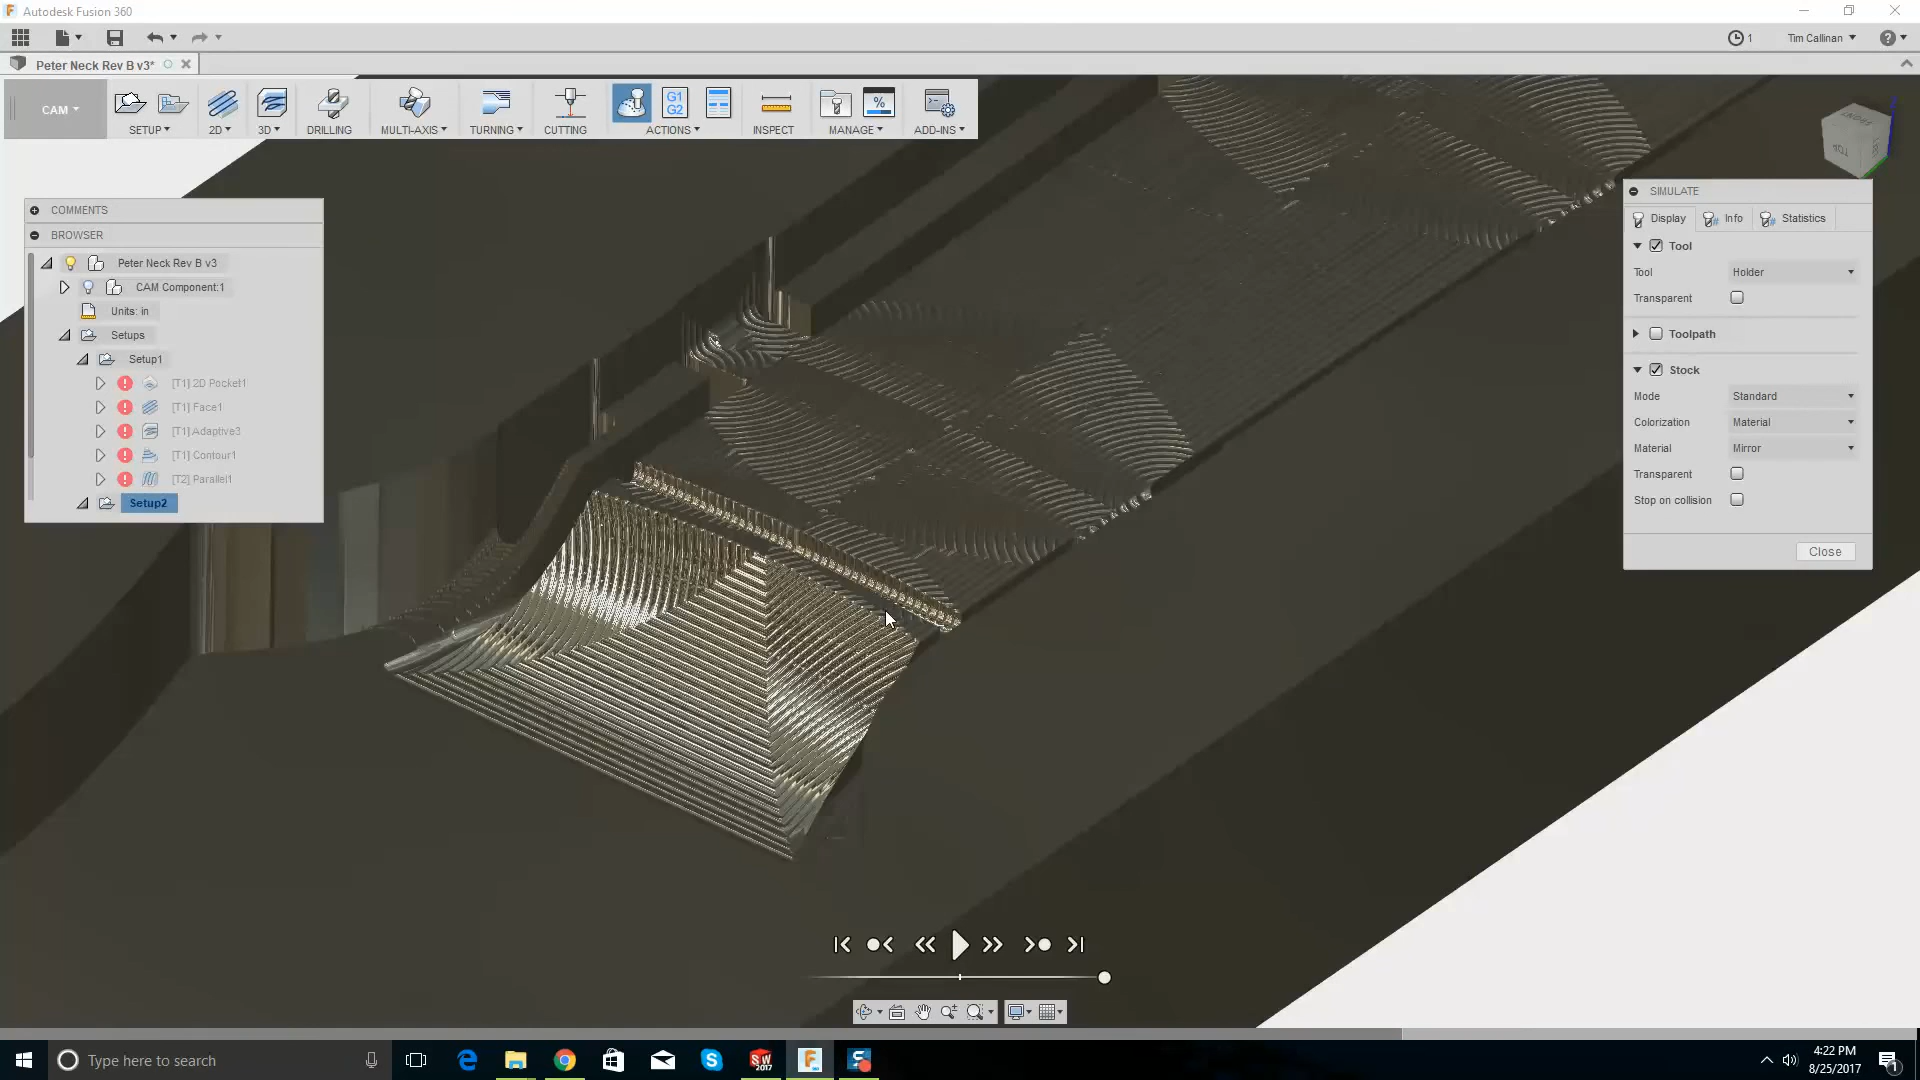 Autodesk Fusion 360
1
Tim Callinan
Peter Neck Rev B v3*
CAM
G1
G2
%
SETUP
2D
3D
DRILLING
MULTI-AXIS
TURNING
CUTTING
ACTIONS
INSPECT
MANAGE
ADD-INS
COMMENTS
BROWSER
Peter Neck Rev B v3
CAM Component:1
Units: in
Setups
Setup1
[T1] 2D Pocket1
[T1] Face1
[T1] Adaptive3
[T1] Contour1
[T2] Parallel1
Setup2
SIMULATE
Display
Info
Statistics
Tool
Tool
Holder
Transparent
Toolpath
Stock
Mode
Standard
Colorization
Material
Material
Mirror
Transparent
Stop on collision
Close
Type here to search
SW
2017
4:22 PM
8/25/2017
1